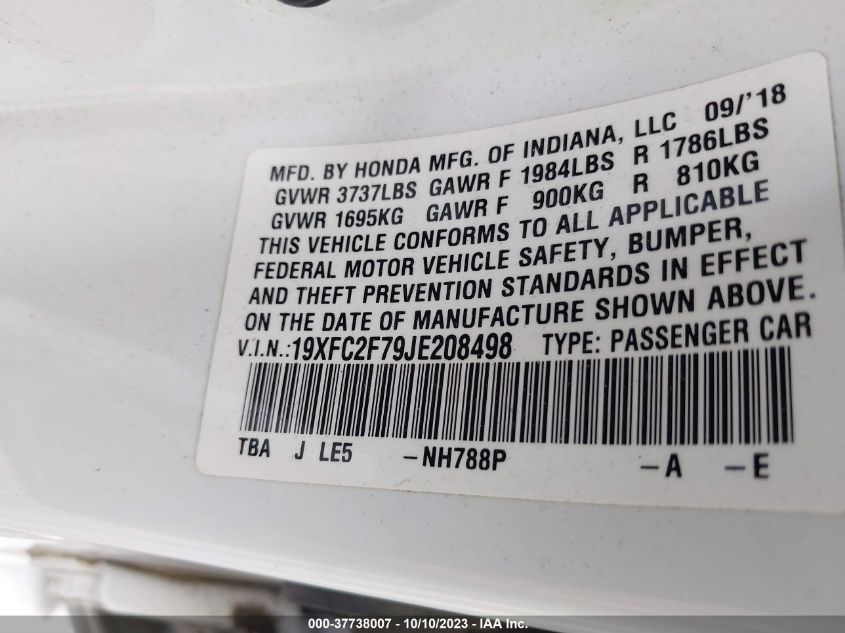 MFD. BY HONDA MFG. OF INDIANA, LLC 09/'18
GVWR 3737LBS GAWR F 1984LBS R 1786LBS
GVWR 1695KG GAWR F 900KG R 810KG
THIS VEHICLE CONFORMS TO ALL APPLICABLE
FEDERAL MOTOR VEHICLE SAFETY, BUMPER,
AND THEFT PREVENTION STANDARDS IN EFFECT
ON THE DATE OF MANUFACTURE SHOWN ABOVE.
V.I.N.:19XFC2F79JE208498 TYPE: PASSENGER CAR
TBA J LE5 -NH788P -A -E
000-37738007 - 10/10/2023 - IAA Inc.